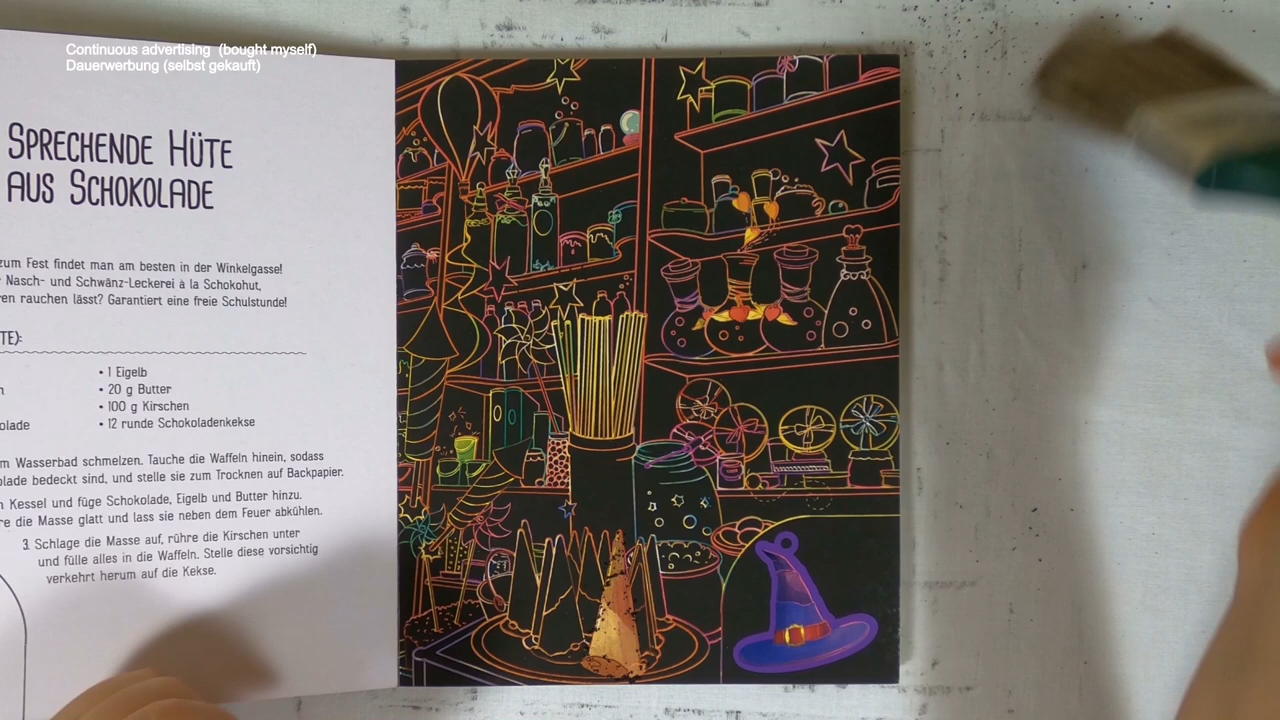 Continuous advertising (bought myself)
Dauerwerbung (selbst gekauft)
SPRECHENDE HÜTE
AUS SCHOKOLADE
zum Fest findet man am besten in der Winkelgasse!
Nasch- und Schwänz-Leckerei à la Schokohut,
rauchen lässt? Garantiert eine freie Schulstunde!
• 1 Eigelb
• 20 g Butter
• 100 g Kirschen
• 12 runde Schokoladenkekse
Wasserbad schmelzen. Tauche die Waffeln hinein, sodass
bedeckt sind, und stelle sie zum Trocknen auf Backpapier.
Kessel und füge Schokolade, Eigelb und Butter hinzu.
die Masse glatt und lass sie neben dem Feuer abkühlen.
3. Schlage die Masse auf, rühre die Kirschen unter
und fülle alles in die Waffeln. Stelle diese vorsichtig
verkehrt herum auf die Kekse.